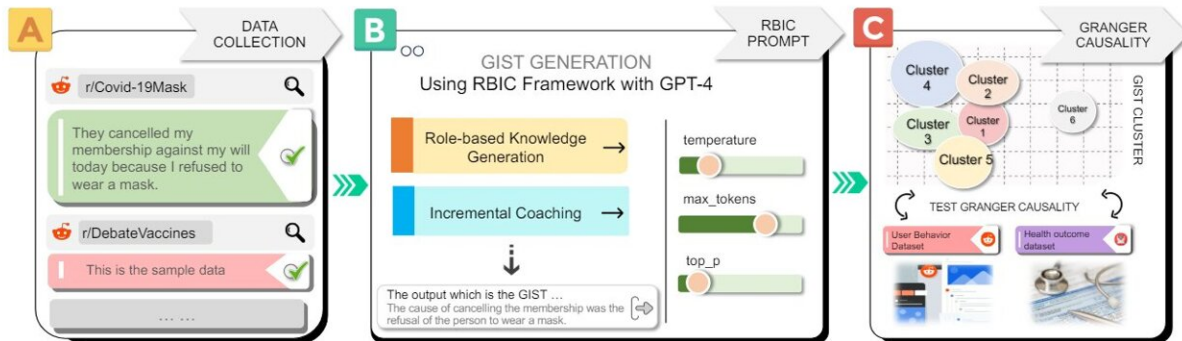 A
DATA
COLLECTION
r/Covid-19Mask
They cancelled my
membership against my will
today because I refused to
wear a mask.
r/DebateVaccines
This is the sample data
... ...
B
RBIC
PROMPT
GIST GENERATION
Using RBIC Framework with GPT-4
Role-based Knowledge
Generation
Incremental Coaching
The output which is the GIST ...
The cause of cancelling the membership was the
refusal of the person to wear a mask.
temperature
max_tokens
top_p
C
GRANGER
CAUSALITY
Cluster
4
Cluster
2
Cluster
6
Cluster
3
Cluster
1
Cluster 5
GIST CLUSTER
TEST GRANGER CAUSALITY
User Behavior
Dataset
Health outcome
dataset